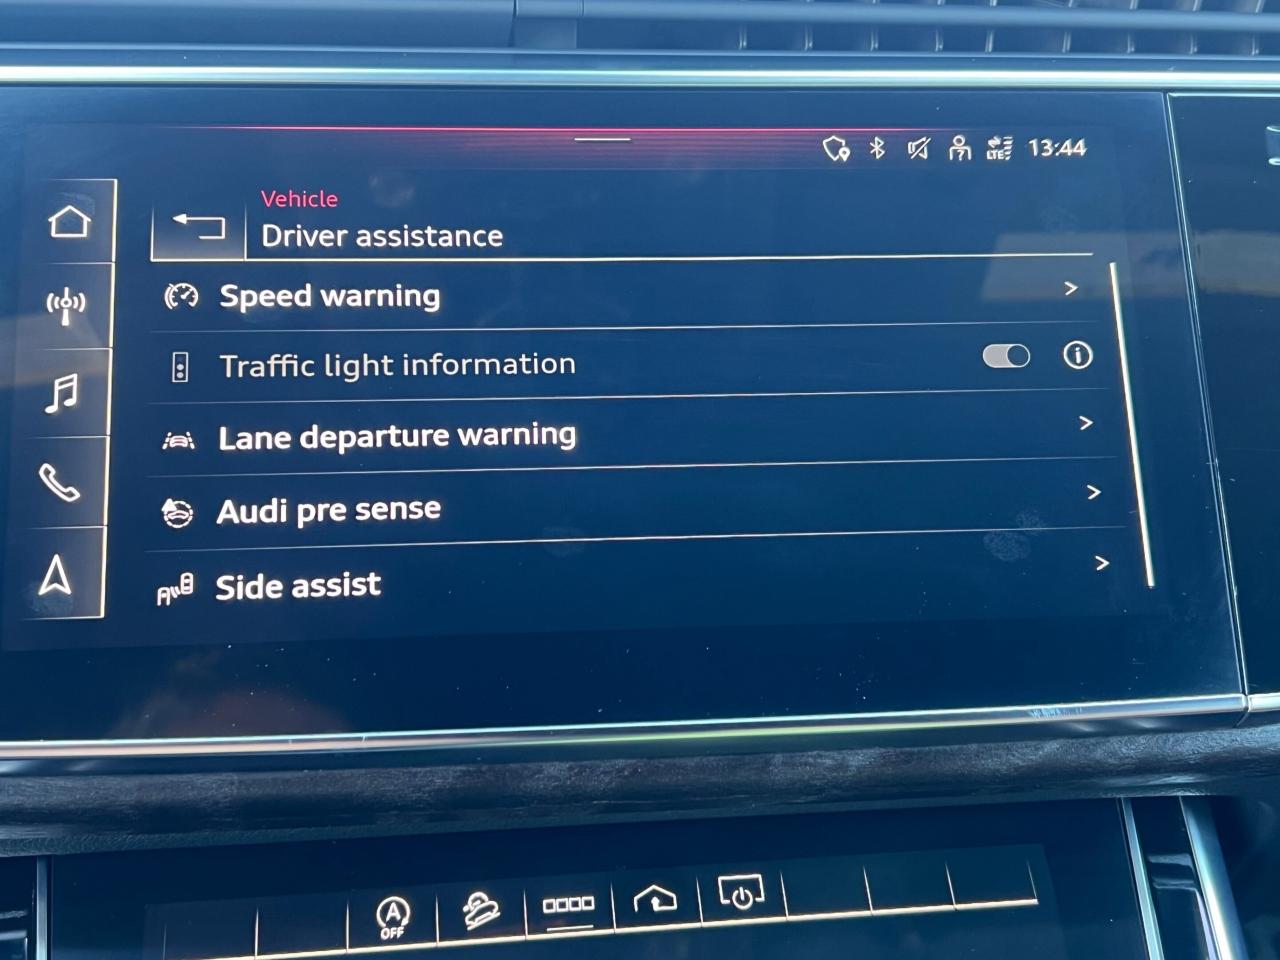 LTE 13:44
Vehicle
Driver assistance
Speed warning
Traffic light information
Lane departure warning
Audi pre sense
Side assist
A
OFF